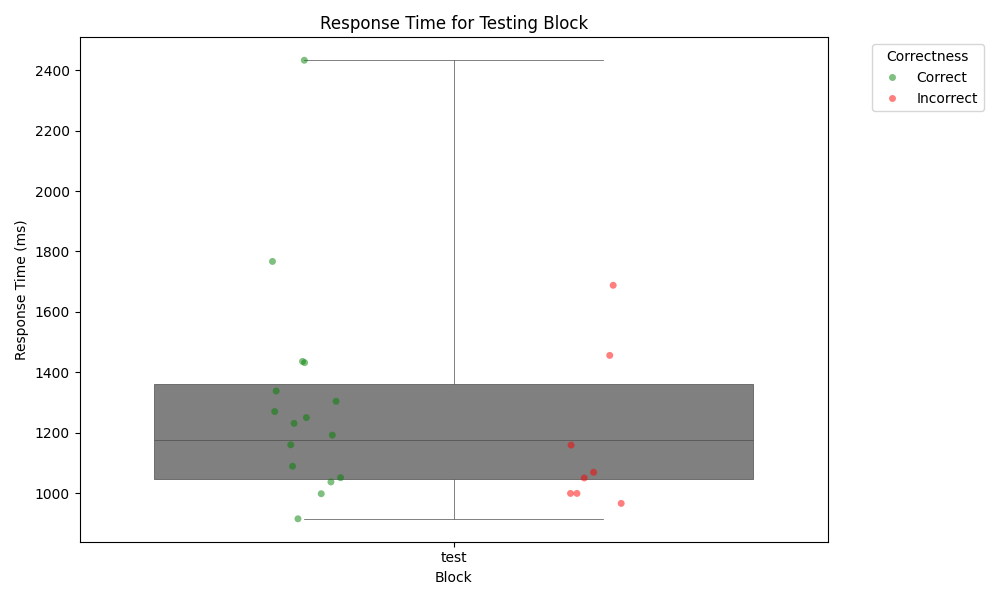 Response Time for Testing Block
Correctness
Correct
Incorrect
Response Time (ms)
2400
2200
2000
1800
1600
1400
1200
1000
test
Block